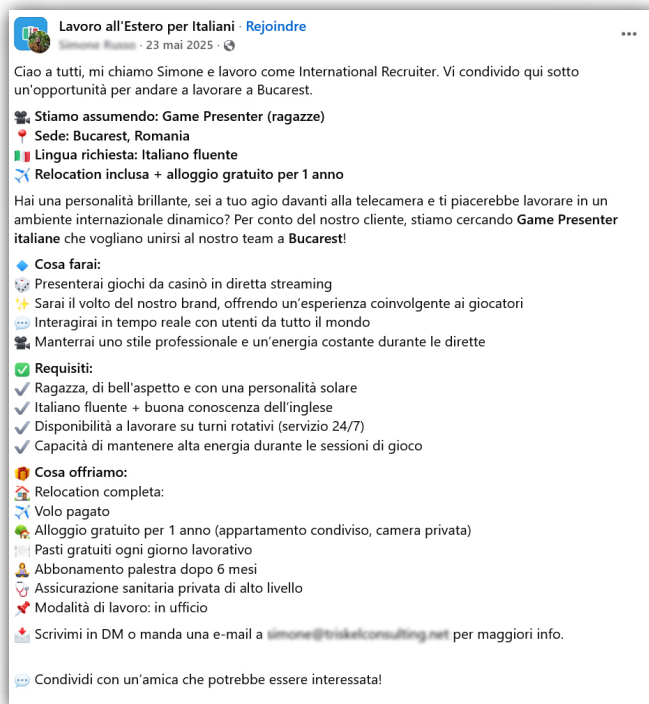 Lavoro all'Estero per Italiani · Rejoindre
23 mai 2025 ·
Ciao a tutti, mi chiamo Simone e lavoro come International Recruiter. Vi condivido qui sotto
un'opportunità per andare a lavorare a Bucarest.
Stiamo assumendo: Game Presenter (ragazze)
Sede: Bucarest, Romania
Lingua richiesta: Italiano fluente
Relocation inclusa + alloggio gratuito per 1 anno
Hai una personalità brillante, sei a tuo agio davanti alla telecamera e ti piacerebbe lavorare in un
ambiente internazionale dinamico? Per conto del nostro cliente, stiamo cercando Game Presenter
italiane che vogliano unirsi al nostro team a Bucarest!
Cosa farai:
Presenterai giochi da casinò in diretta streaming
Sarai il volto del nostro brand, offrendo un'esperienza coinvolgente ai giocatori
Interagirai in tempo reale con utenti da tutto il mondo
Manterrai uno stile professionale e un'energia costante durante le dirette
Requisiti:
Ragazza, di bell'aspetto e con una personalità solare
Italiano fluente + buona conoscenza dell'inglese
Disponibilità a lavorare su turni rotativi (servizio 24/7)
Capacità di mantenere alta energia durante le sessioni di gioco
Cosa offriamo:
Relocation completa:
Volo pagato
Alloggio gratuito per 1 anno (appartamento condiviso, camera privata)
Pasti gratuiti ogni giorno lavorativo
Abbonamento palestra dopo 6 mesi
Assicurazione sanitaria privata di alto livello
Modalità di lavoro: in ufficio
Scrivimi in DM o manda una e-mail a per maggiori info.
Condividi con un'amica che potrebbe essere interessata!